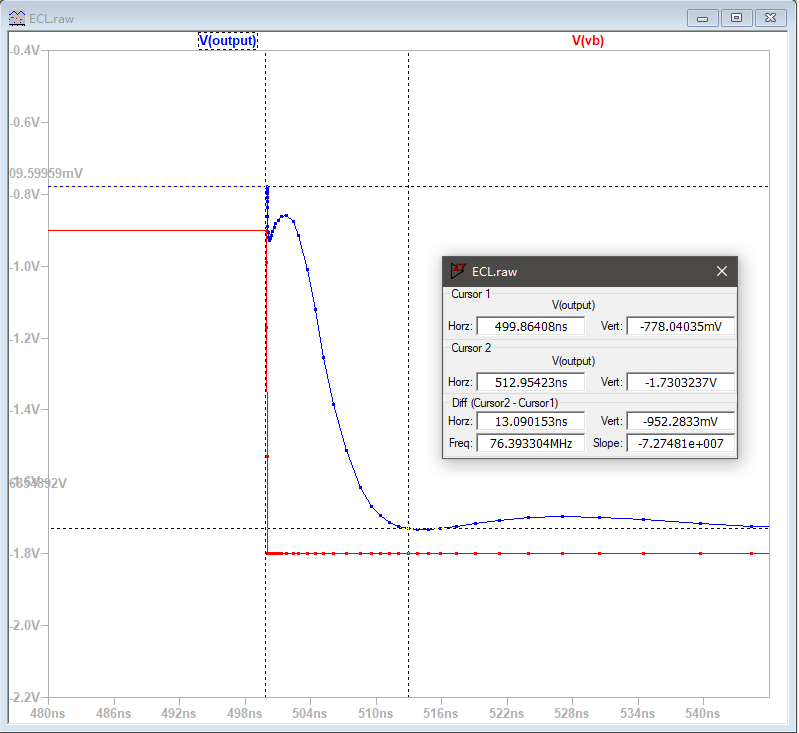 ECL.raw
V(output) V(vb)
-0.4V
-0.6V
09.59959mV
-0.8V
-1.0V
-1.2V
-1.4V
-1.8V
-2.0V
-2.2V
480ns 486ns 492ns 498ns 504ns 510ns 516ns 522ns 528ns 534ns 540ns
ECL.raw
Cursor 1
V(output)
Horz: 499.86408ns Vert: -778.04035mV
Cursor 2
V(output)
Horz: 512.95423ns Vert: -1.7303237V
Diff (Cursor2 - Cursor1)
Horz: 13.090153ns Vert: -952.2833mV
Freq: 76.393304MHz Slope: -7.27481e+007